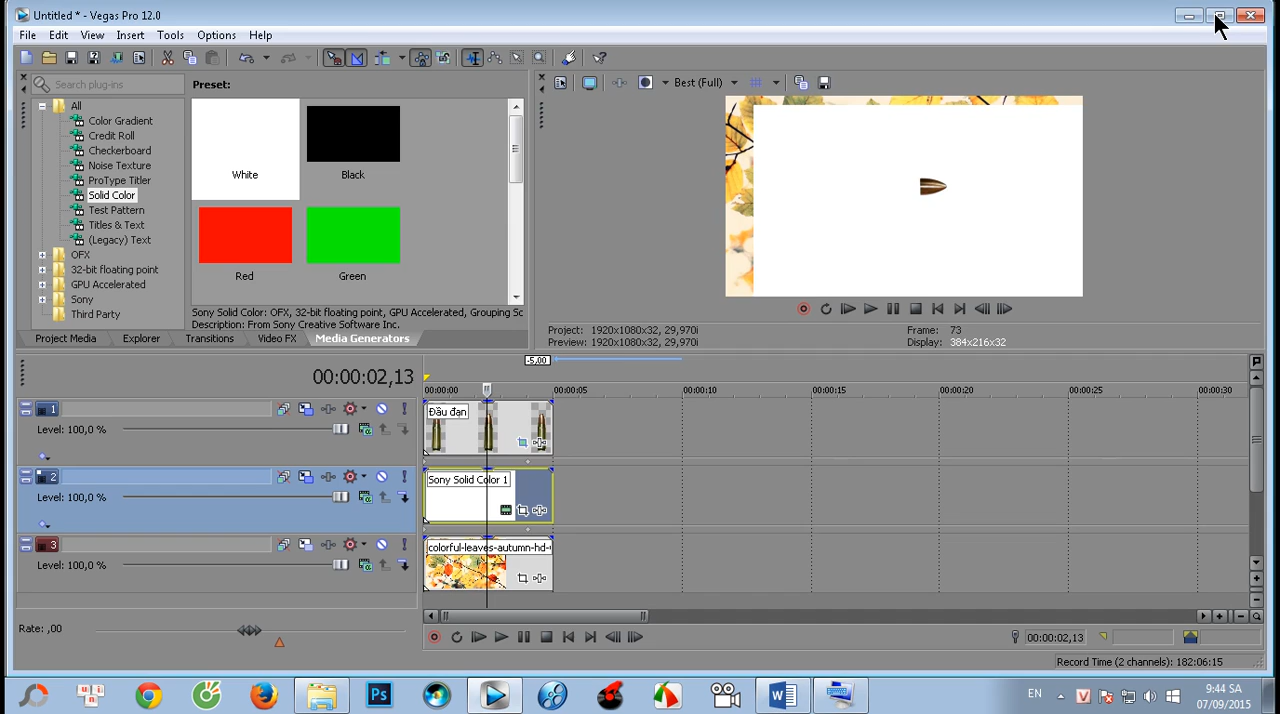 Untitled * - Vegas Pro 12.0
File Edit View Insert Tools Options Help
Search plug-ins
Preset:
Best (Full)
All
Color Gradient
Credit Roll
Checkerboard
Noise Texture
ProType Titler
Solid Color
Test Pattern
Titles & Text
(Legacy) Text
OFX
32-bit floating point
GPU Accelerated
Sony
Third Party
White
Black
Red
Green
Sony Solid Color: OFX, 32-bit floating point, GPU Accelerated, Grouping Sc
Description: From Sony Creative Software Inc.
Project Media Explorer Transitions Video FX Media Generators
Project: 1920x1080x32, 29,970i
Preview: 1920x1080x32, 29,970i
Frame: 73
Display: 384x216x32
00:00:02,13
-5,00
00:00:00 00:00:05 00:00:10 00:00:15 00:00:20 00:00:25 00:00:30
1
Level: 100,0 %
Đầu đạn
2
Level: 100,0 %
Sony Solid Color 1
3
Level: 100,0 %
colorful-leaves-autumn-hd-
Rate: ,00
00:00:02,13
Record Time (2 channels): 182:06:15
Ps
EN
V
9:44 SA
07/09/2015